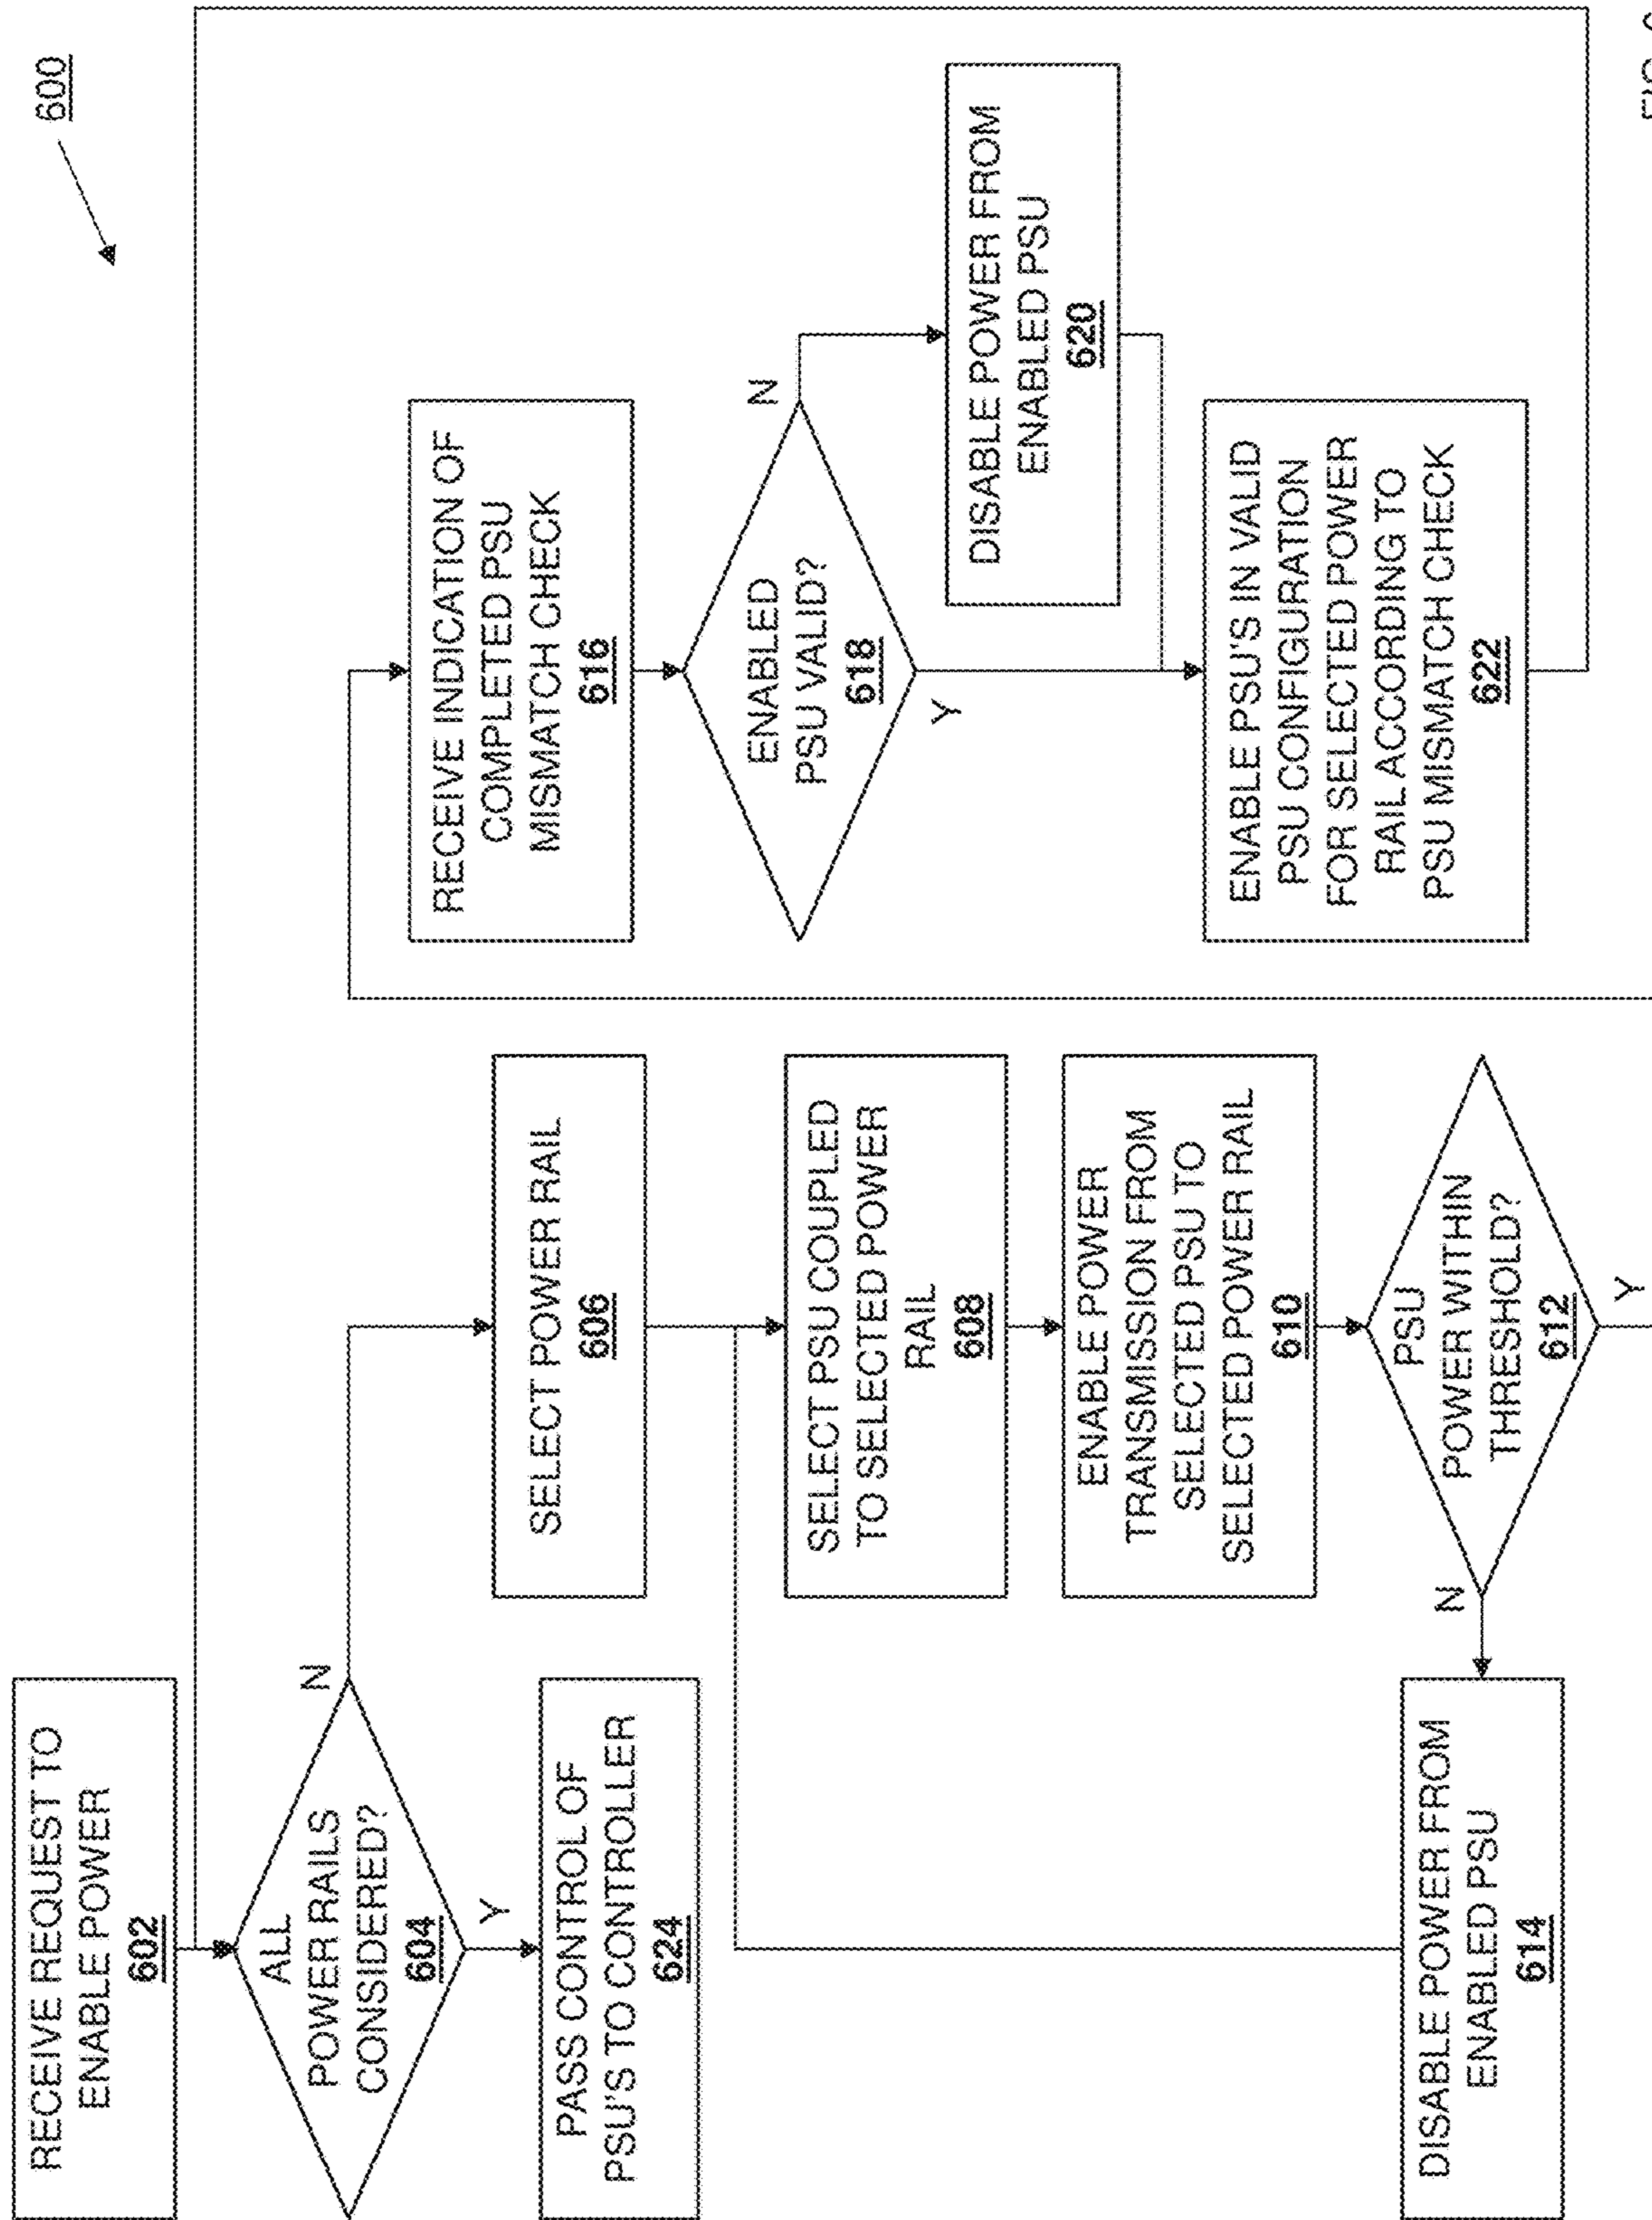 600
RECEIVE REQUEST TO
ENABLE POWER
602
ALL
POWER RAILS
CONSIDERED?
604
N
Y
PASS CONTROL OF
PSU'S TO CONTROLLER
624
SELECT POWER RAIL
606
SELECT PSU COUPLED
TO SELECTED POWER
RAIL
608
ENABLE POWER
TRANSMISSION FROM
SELECTED PSU TO
SELECTED POWER RAIL
610
PSU
POWER WITHIN
THRESHOLD?
612
N
Y
DISABLE POWER FROM
ENABLED PSU
614
RECEIVE INDICATION OF
COMPLETED PSU
MISMATCH CHECK
616
ENABLED
PSU VALID?
618
N
Y
DISABLE POWER FROM
ENABLED PSU
620
ENABLE PSU'S IN VALID
PSU CONFIGURATION
FOR SELECTED POWER
RAIL ACCORDING TO
PSU MISMATCH CHECK
622